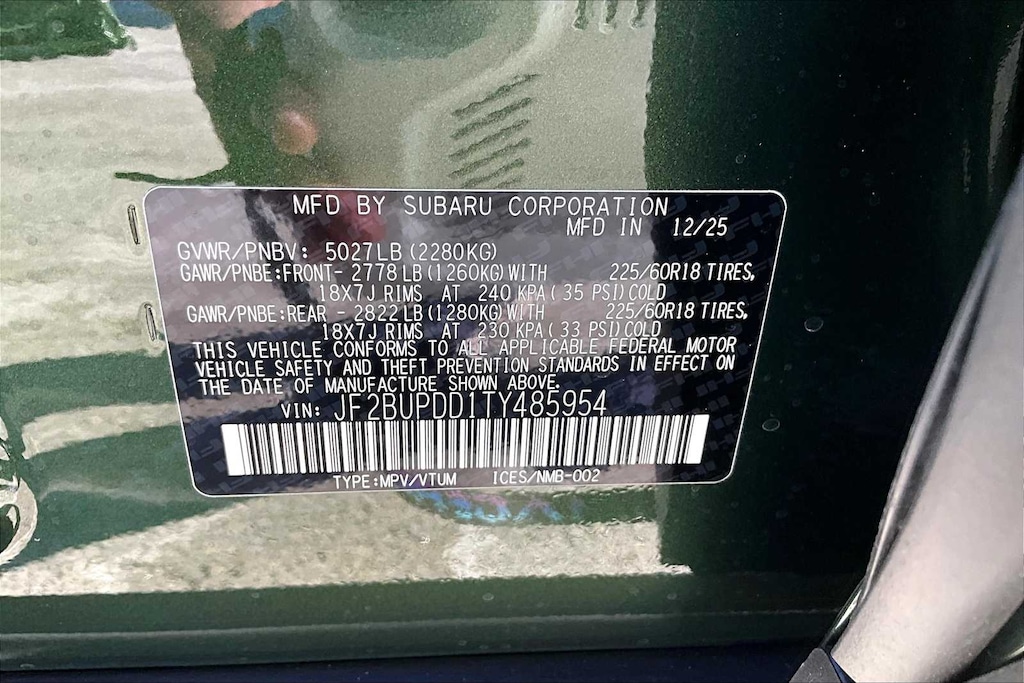 MFD BY SUBARU CORPORATION
MFD IN 12/25
GVWR/PNBV: 5027LB (2280KG)
GAWR/PNBE:FRONT- 2778 LB (1260KG) WITH 225/60R18 TIRES,
18X7J RIMS AT 240 KPA ( 35 PSI) COLD
GAWR/PNBE:REAR - 2822 LB (1280KG) WITH 225/60R18 TIRES,
18X7J RIMS AT 230 KPA ( 33 PSI) COLD
THIS VEHICLE CONFORMS TO ALL APPLICABLE FEDERAL MOTOR
VEHICLE SAFETY AND THEFT PREVENTION STANDARDS IN EFFECT ON
THE DATE OF MANUFACTURE SHOWN ABOVE.
VIN: JF2BUPDD1TY485954
TYPE:MPV/VTUM ICES/NMB-002